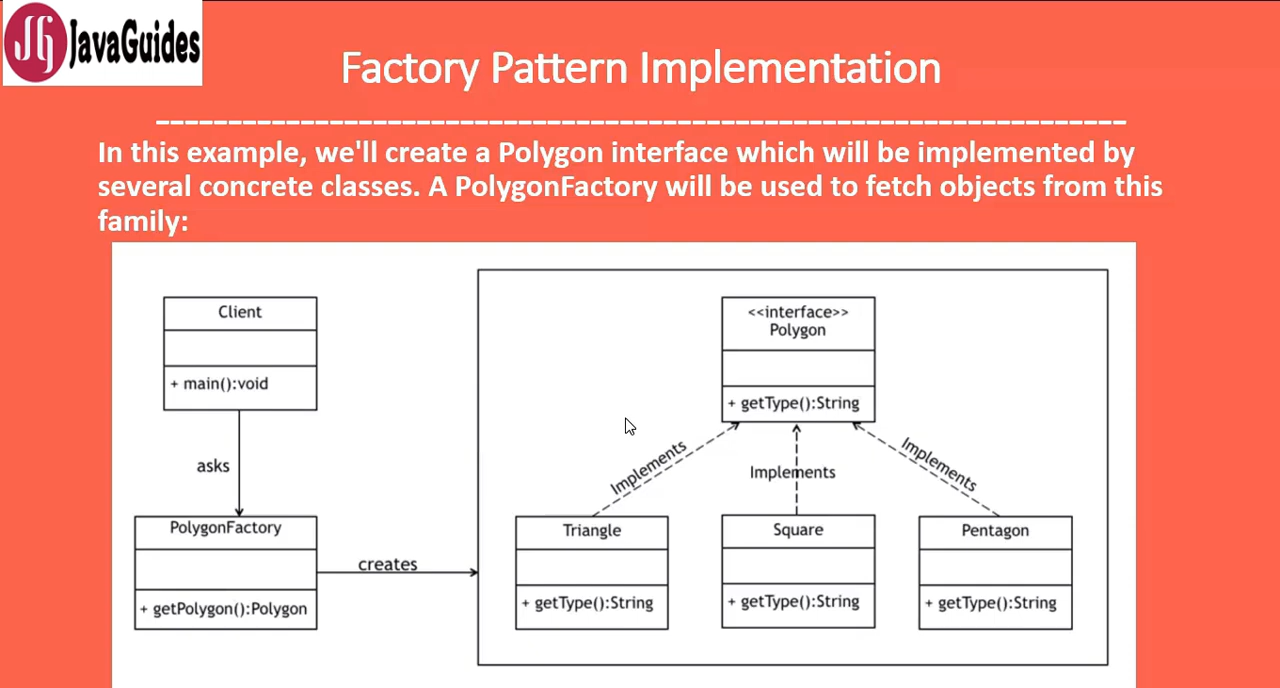 JG JavaGuides
Factory Pattern Implementation
--------------------------------------------------------------------
In this example, we'll create a Polygon interface which will be implemented by
several concrete classes. A PolygonFactory will be used to fetch objects from this
family:
Client
+ main():void
asks
PolygonFactory
+ getPolygon():Polygon
creates
<<interface>>
Polygon
+ getType():String
Implements
Implements
Implements
Triangle
+ getType():String
Square
+ getType():String
Pentagon
+ getType():String